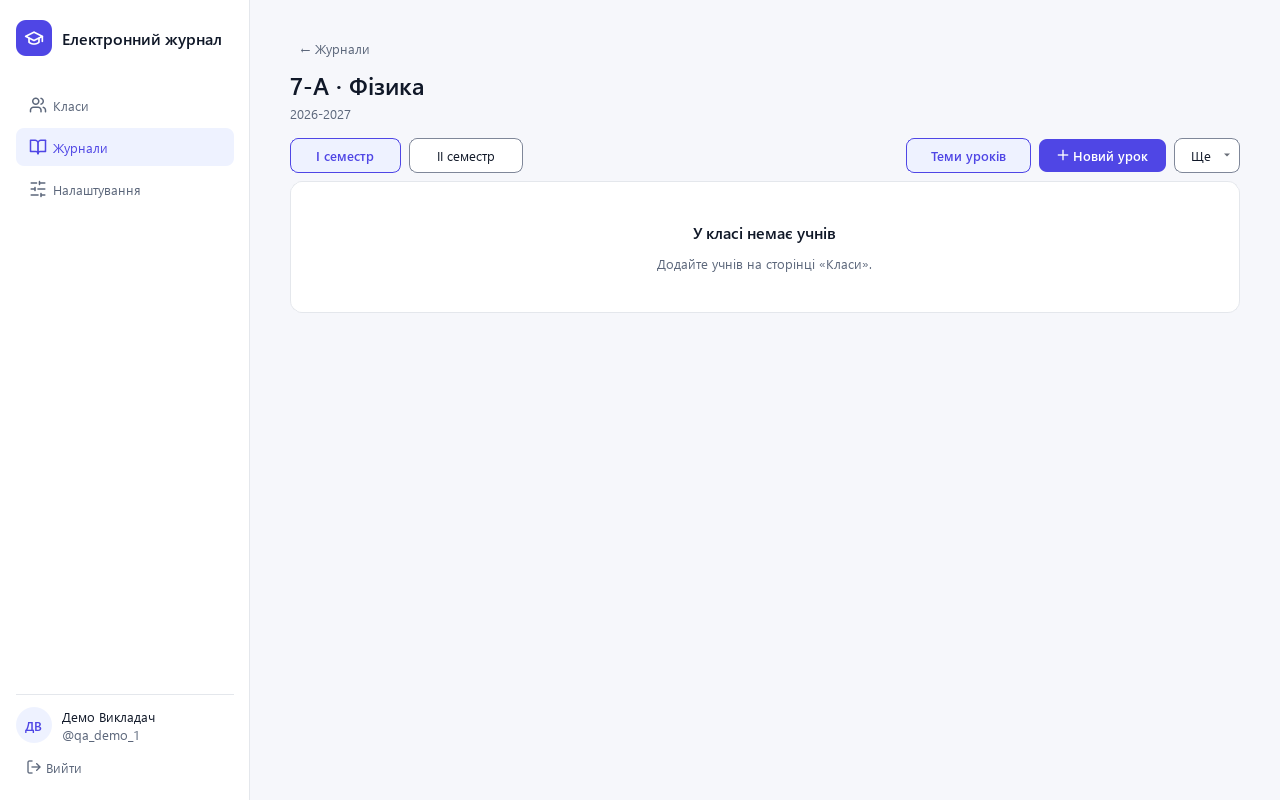 Електронний журнал
Класи
Журнали
Налаштування
ДВ
Демо Викладач
@qa_demo_1
Вийти
← Журнали
7-А · Фізика
2026-2027
І семестр
ІІ семестр
Теми уроків
+ Новий урок
Ще
У класі немає учнів
Додайте учнів на сторінці «Класи».